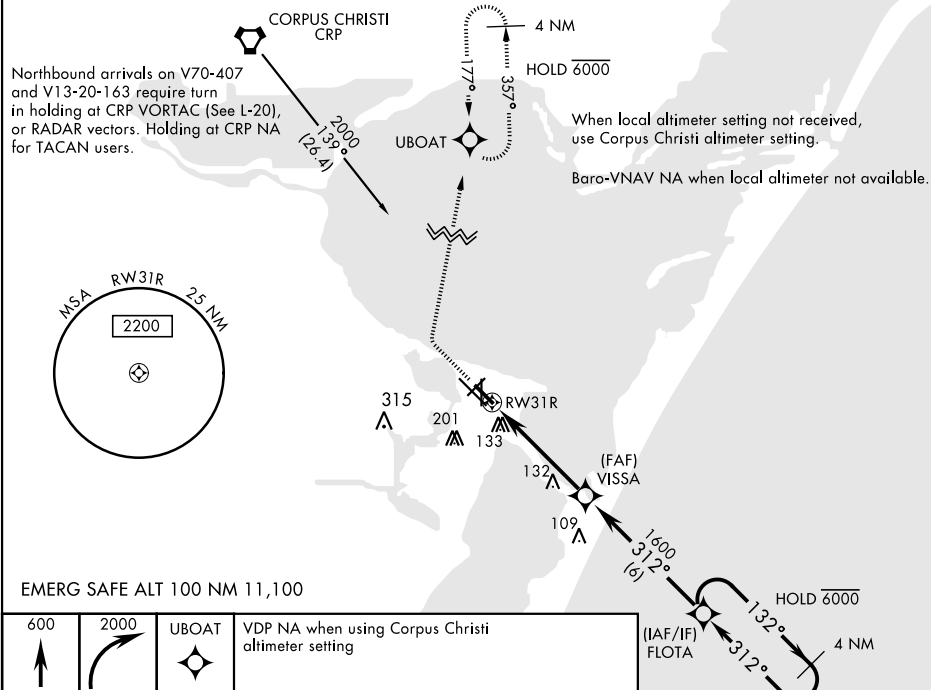 CORPUS CHRISTI
CRP
4 NM
HOLD 6000
177°
357°
Northbound arrivals on V70-407
and V13-20-163 require turn
in holding at CRP VORTAC (See L-20),
or RADAR vectors. Holding at CRP NA
for TACAN users.
2000
139°
(26.4)
UBOAT
When local altimeter setting not received,
use Corpus Christi altimeter setting.
Baro-VNAV NA when local altimeter not available.
MSA RW31R 25 NM
2200
315
201
133
RW31R
132
(FAF)
VISSA
109
1600
312°
(6)
EMERG SAFE ALT 100 NM 11,100
HOLD 6000
132°
4 NM
(IAF/IF)
FLOTA
312°
600
2000
UBOAT
VDP NA when using Corpus Christi
altimeter setting